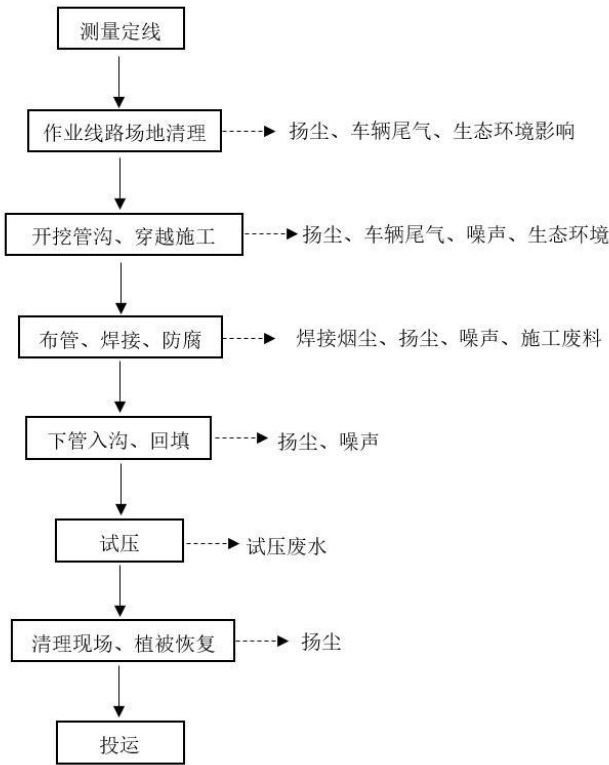 测量定线
作业线路场地清理
扬尘、车辆尾气、生态环境影响
开挖管沟、穿越施工
扬尘、车辆尾气、噪声、生态环境
布管、焊接、防腐
焊接烟尘、扬尘、噪声、施工废料
下管入沟、回填
扬尘、噪声
试压
试压废水
清理现场、植被恢复
扬尘
投运